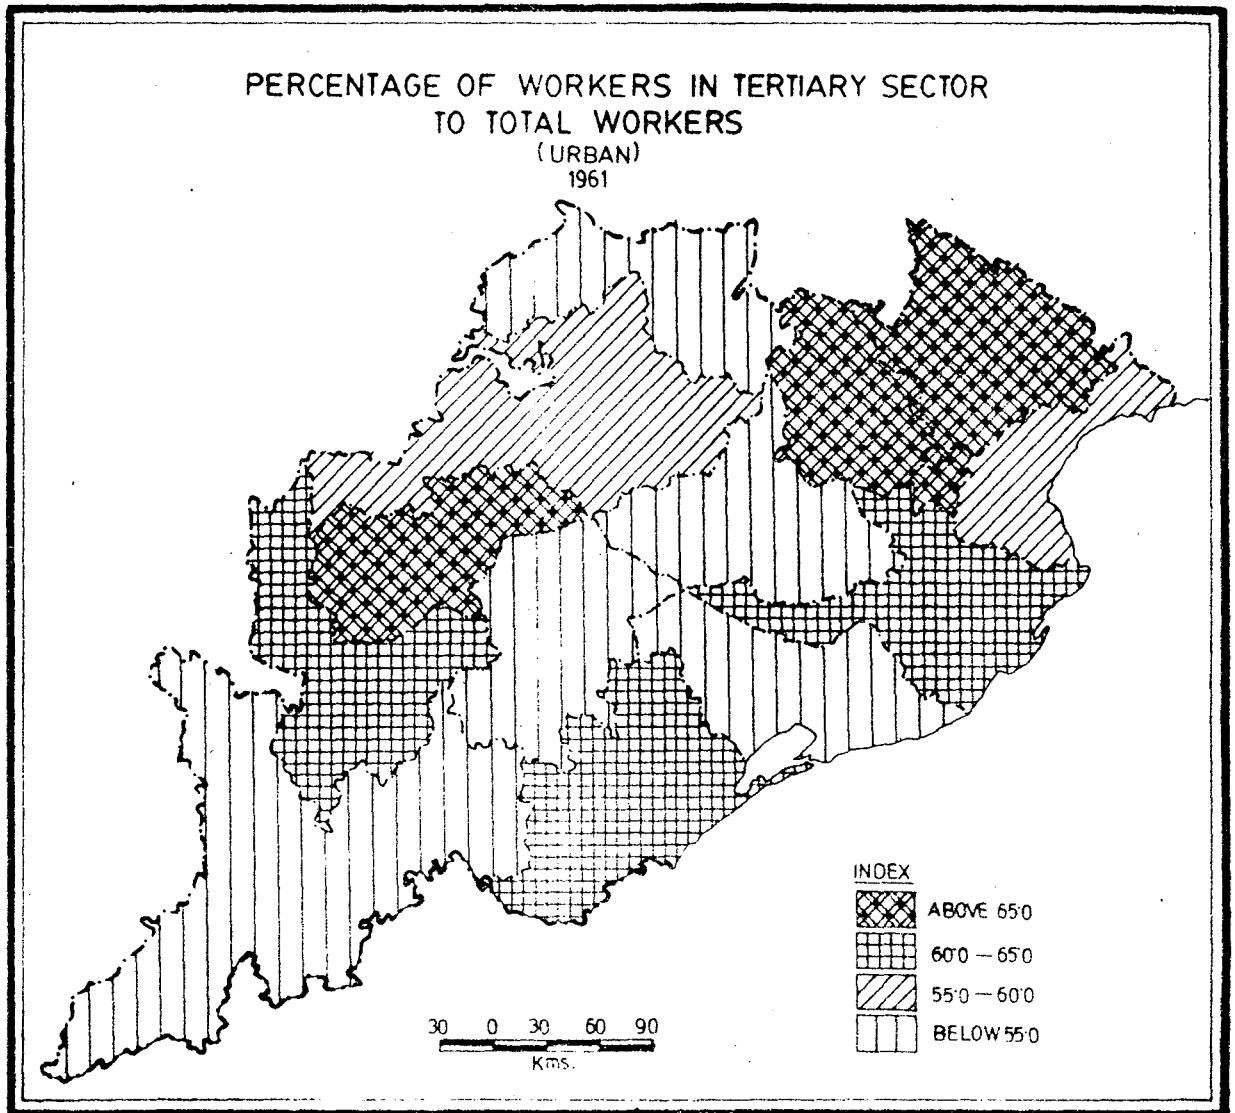 PERCENTAGE OF WORKERS IN TERTIARY SECTOR
TO TOTAL WORKERS
(URBAN)
1961
INDEX
ABOVE 65·0
60·0 — 65·0
55·0 — 60·0
BELOW 55·0
30 0 30 60 90
Kms.